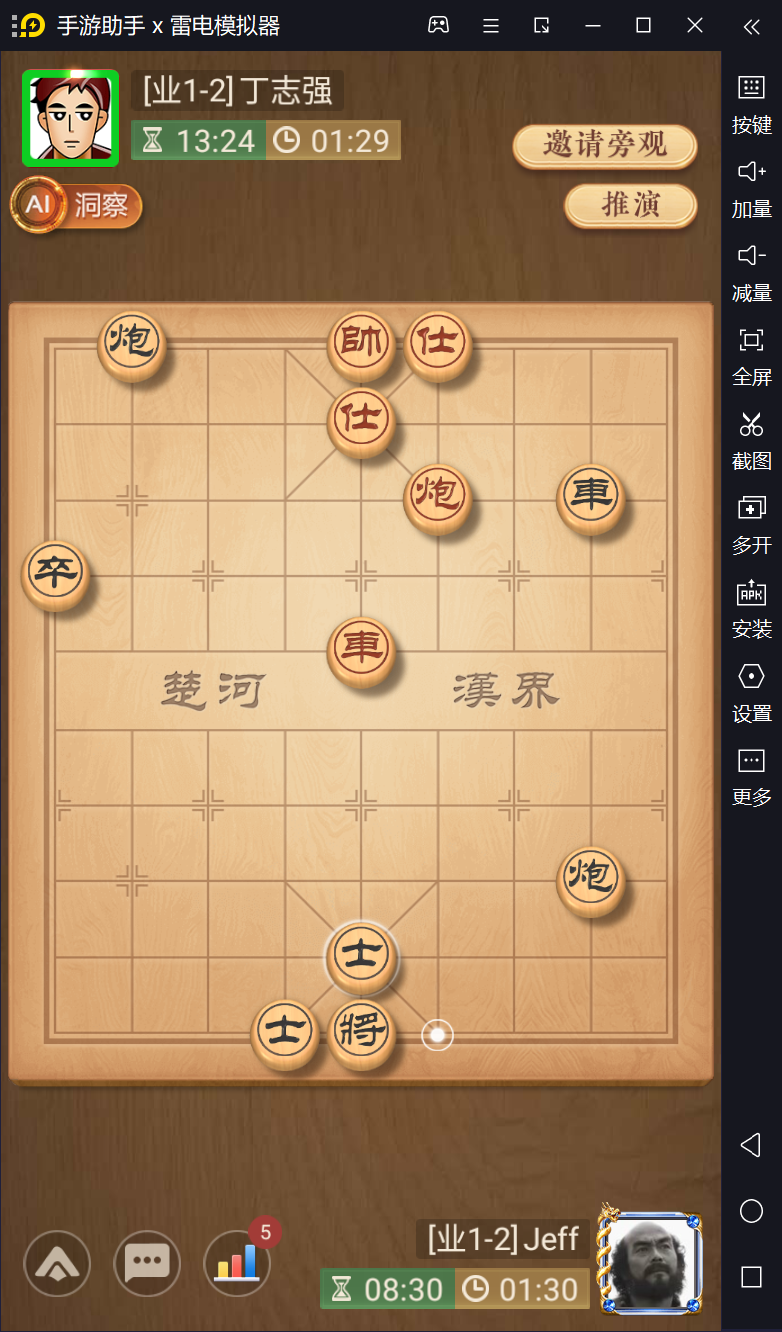 手游助手 x 雷电模拟器
[业1-2] 丁志强
13:24 01:29
邀请旁观
AI 洞察
推演
炮 帥 仕
仕
炮 車
卒
車
楚河 漢界
炮
士
士 將
5
[业1-2] Jeff
08:30 01:30
按键
加量
减量
全屏
截图
多开
APK
安装
设置
更多